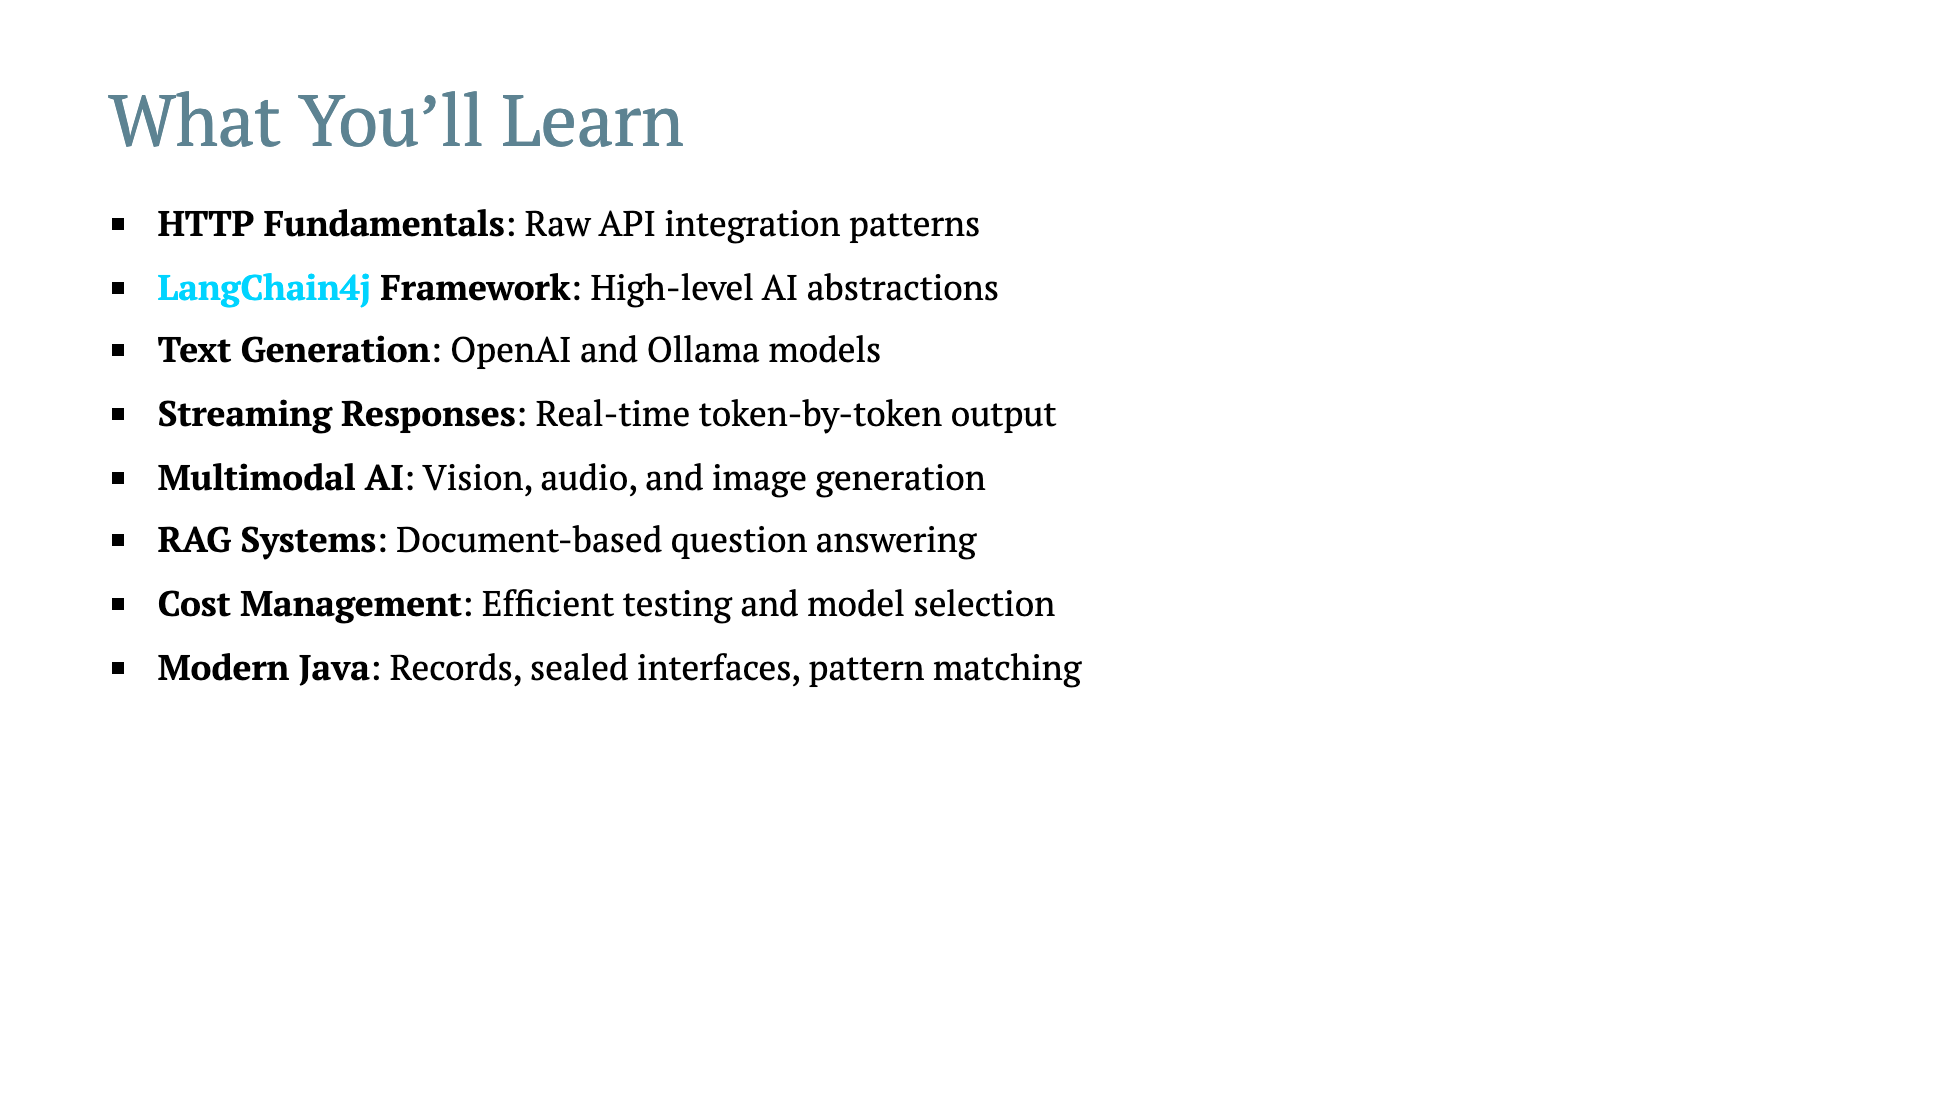 What You’ll Learn
▪ HTTP Fundamentals: Raw API integration patterns
▪ LangChain4j Framework: High-level AI abstractions
▪ Text Generation: OpenAI and Ollama models
▪ Streaming Responses: Real-time token-by-token output
▪ Multimodal AI: Vision, audio, and image generation
▪ RAG Systems: Document-based question answering
▪ Cost Management: Efficient testing and model selection
▪ Modern Java: Records, sealed interfaces, pattern matching